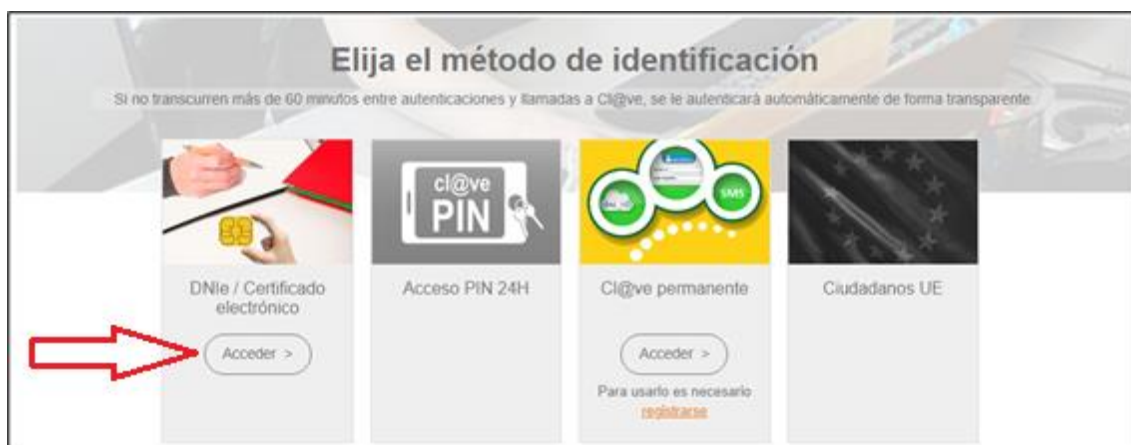 Elija el método de identificación
Si no transcurren más de 60 minutos entre autenticaciones y llamadas a Cl@ve, se le autenticará automáticamente de forma transparente.
cl@ve
PIN
SMS
DNIe / Certificado
electrónico
Acceder >
Acceso PIN 24H
Cl@ve permanente
Acceder >
Para usarlo es necesario
registrarse
Ciudadanos UE